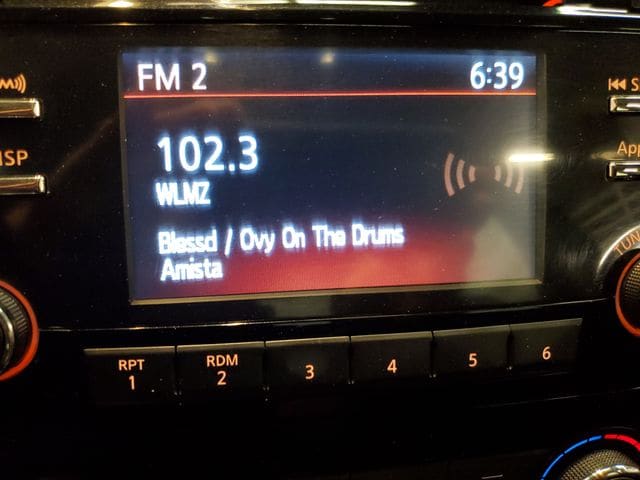 FM 2 6:39
102.3
WLMZ
Blessd / Ovy On The Drums
Amista
RPT RDM
1 2 3 4 5 6